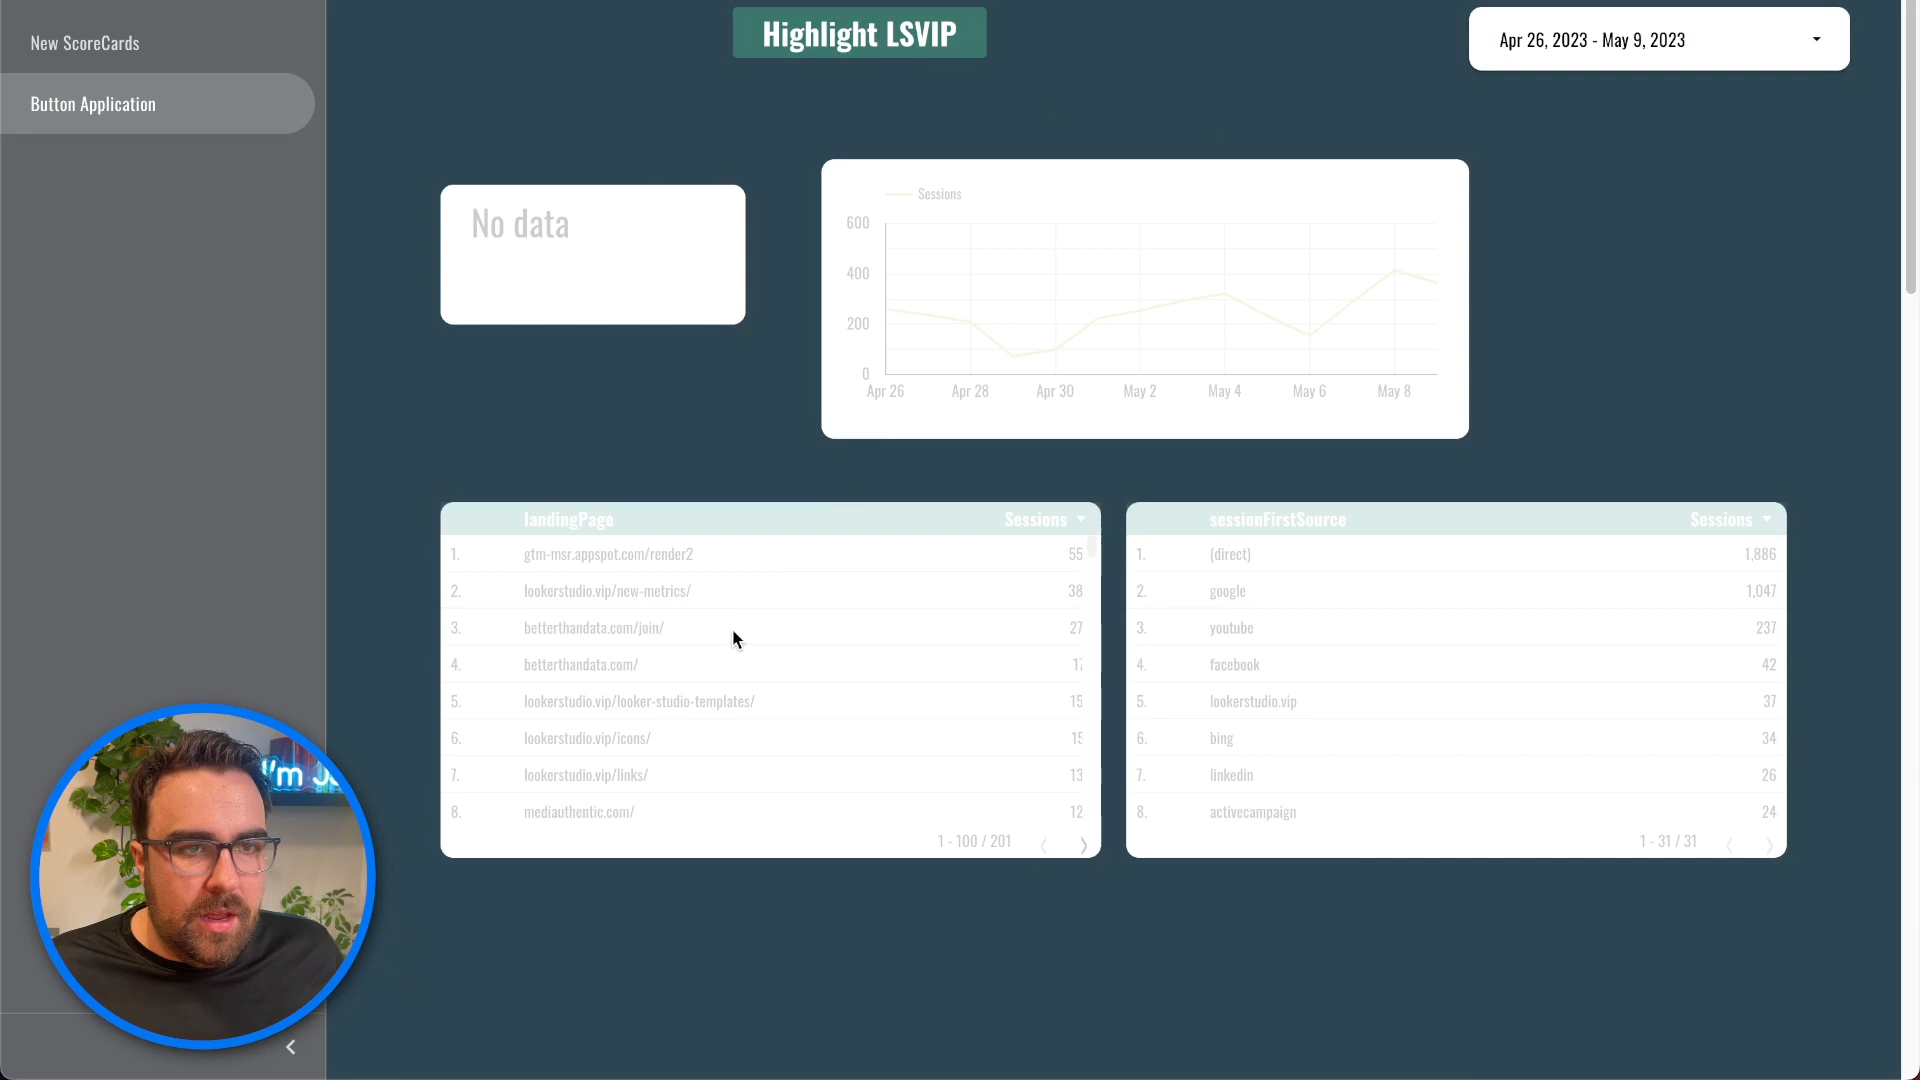 New ScoreCards
Button Application
Highlight LSVIP
Apr 26, 2023 - May 9, 2023
No data
Sessions
600
400
200
0
Apr 26 Apr 28 Apr 30 May 2 May 4 May 6 May 8
landingPage Sessions
1. gtm-msr.appspot.com/render2 55
2. lookerstudio.vip/new-metrics/ 38
3. betterthandata.com/join/ 27
4. betterthandata.com/
5. lookerstudio.vip/looker-studio-templates/ 15
6. lookerstudio.vip/icons/
7. lookerstudio.vip/links/ 13
8. mediauthentic.com/ 12
1 - 100 / 201
sessionFirstSource Sessions
1. (direct) 1,886
2. google 1,047
3. youtube 237
4. facebook 42
5. lookerstudio.vip 37
6. bing 34
7. linkedin 26
8. activecampaign 24
1 - 31 / 31
I'm